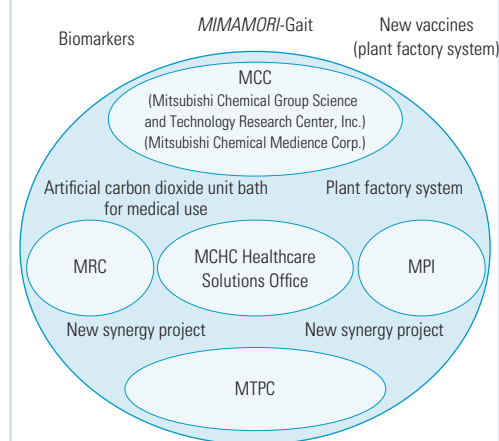 Biomarkers
MIMAMORI-Gait
New vaccines
(plant factory system)
MCC
(Mitsubishi Chemical Group Science
and Technology Research Center, Inc.)
(Mitsubishi Chemical Medience Corp.)
Artificial carbon dioxide unit bath
for medical use
Plant factory system
MRC
MCHC Healthcare
Solutions Office
MPI
New synergy project
New synergy project
MTPC